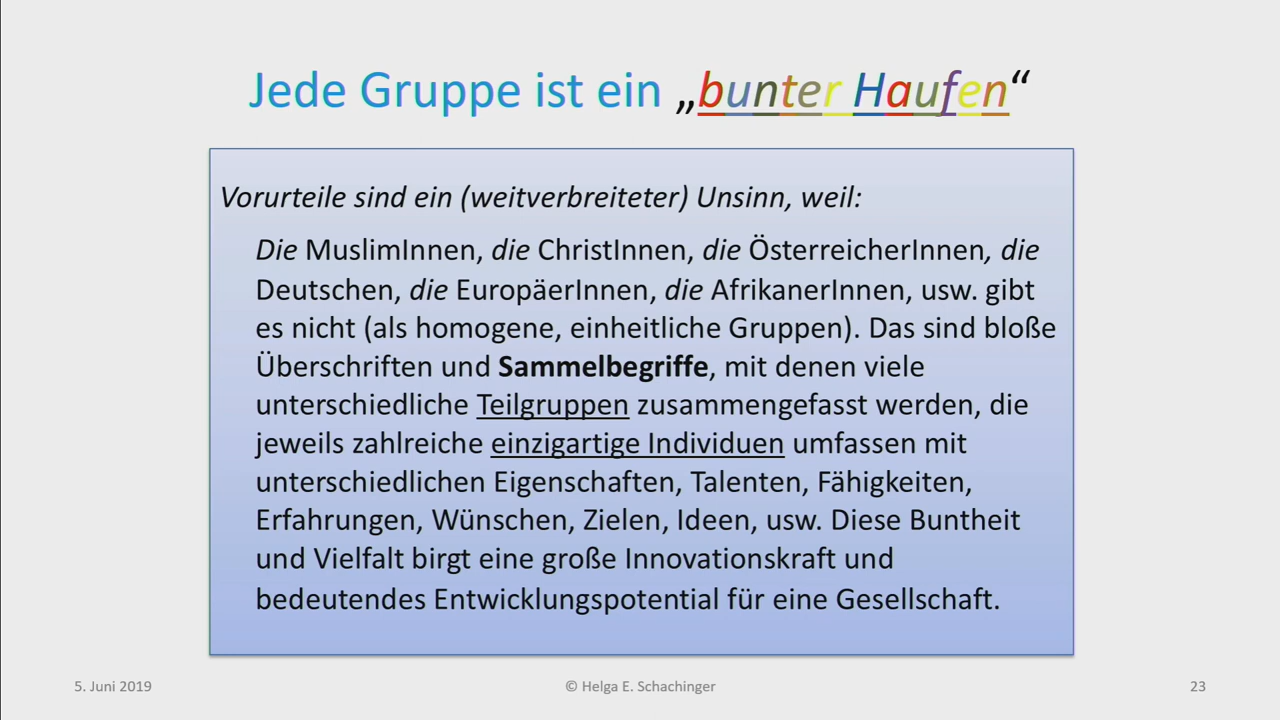 Jede Gruppe ist ein „bunter Haufen“
Vorurteile sind ein (weitverbreiteter) Unsinn, weil:
Die MuslimInnen, die ChristInnen, die ÖsterreicherInnen, die
Deutschen, die EuropäerInnen, die AfrikanerInnen, usw. gibt
es nicht (als homogene, einheitliche Gruppen). Das sind bloße
Überschriften und Sammelbegriffe, mit denen viele
unterschiedliche Teilgruppen zusammengefasst werden, die
jeweils zahlreiche einzigartige Individuen umfassen mit
unterschiedlichen Eigenschaften, Talenten, Fähigkeiten,
Erfahrungen, Wünschen, Zielen, Ideen, usw. Diese Buntheit
und Vielfalt birgt eine große Innovationskraft und
bedeutendes Entwicklungspotential für eine Gesellschaft.
5. Juni 2019
© Helga E. Schachinger
23